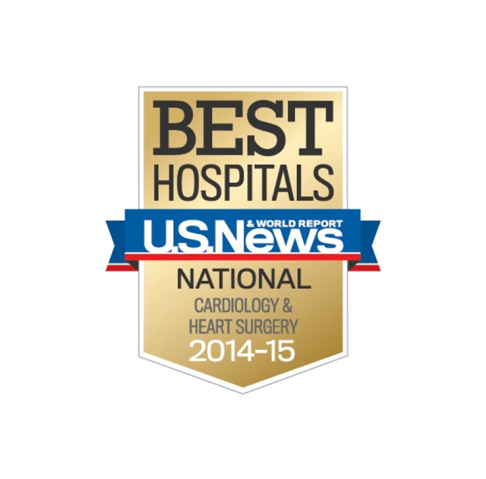 BEST
HOSPITALS
U.S.News & WORLD REPORT
NATIONAL
CARDIOLOGY &
HEART SURGERY
2014-15